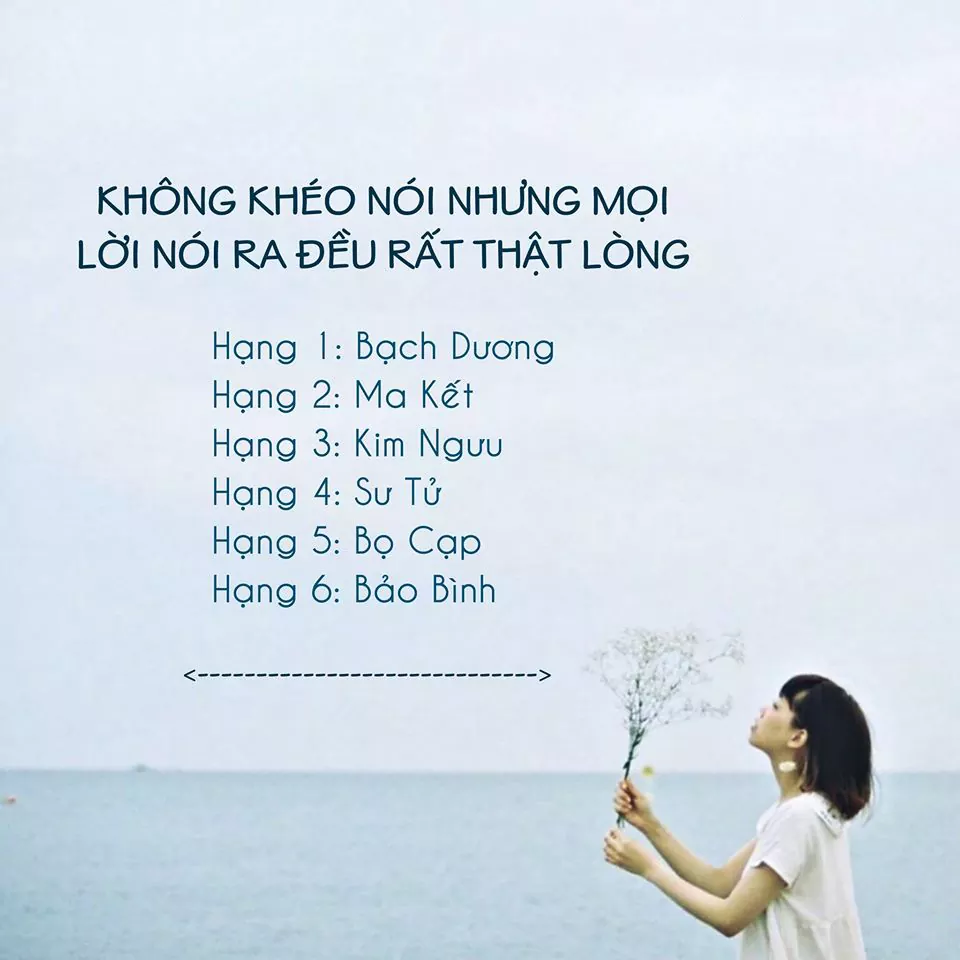 KHÔNG KHÉO NÓI NHƯNG MỌI
LỜI NÓI RA ĐỀU RẤT THẬT LÒNG
Hạng 1: Bạch Dương
Hạng 2: Ma Kết
Hạng 3: Kim Ngưu
Hạng 4: Sư Tử
Hạng 5: Bọ Cạp
Hạng 6: Bảo Bình
<----------------------------->